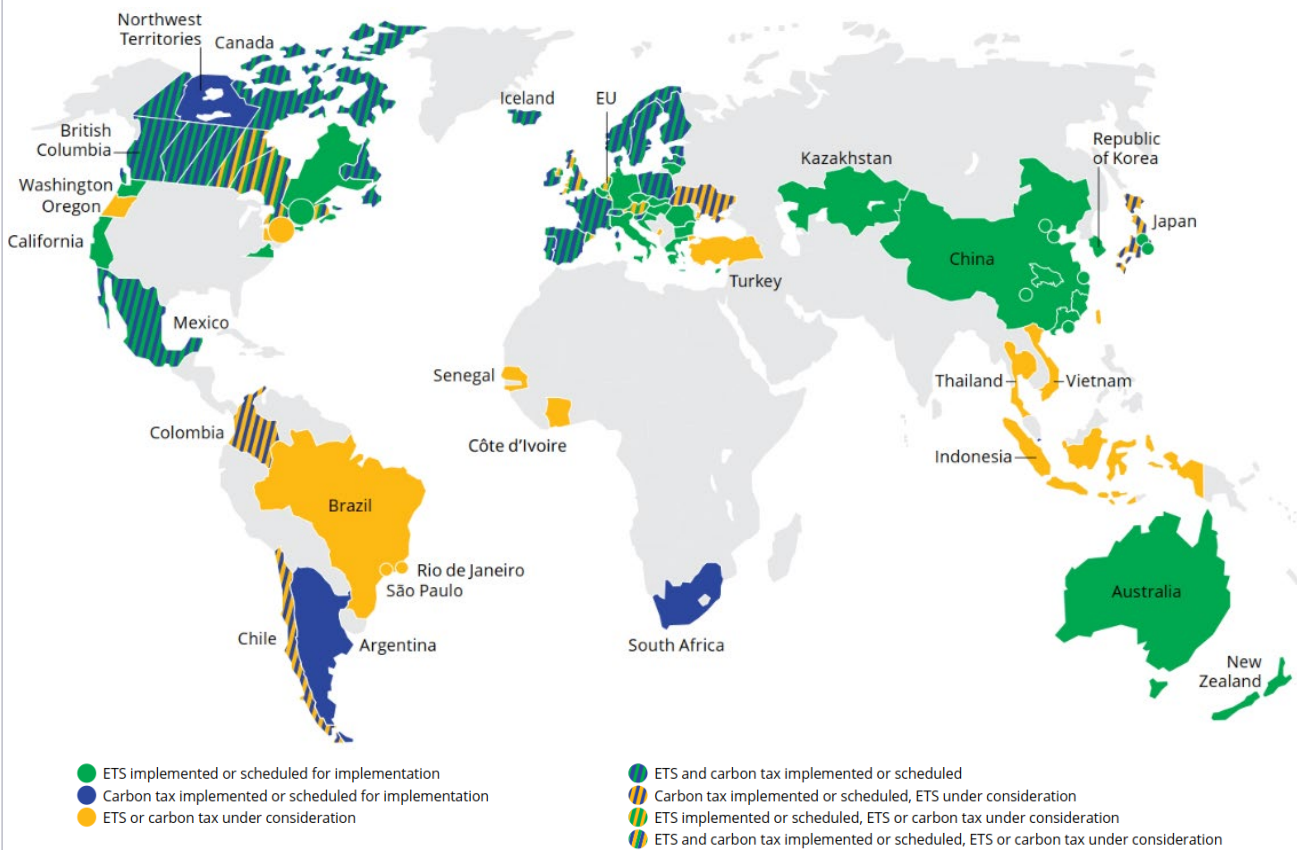 Northwest
Territories
Canada
Iceland
EU
British
Columbia
Kazakhstan
Republic
of Korea
Washington
Oregon
California
Japan
China
Turkey
Mexico
Senegal
Thailand
Vietnam
Colombia
Côte d’Ivoire
Indonesia
Brazil
Rio de Janeiro
São Paulo
Australia
Chile
Argentina
South Africa
New
Zealand
ETS implemented or scheduled for implementation
Carbon tax implemented or scheduled for implementation
ETS or carbon tax under consideration
ETS and carbon tax implemented or scheduled
Carbon tax implemented or scheduled, ETS under consideration
ETS implemented or scheduled, ETS or carbon tax under consideration
ETS and carbon tax implemented or scheduled, ETS or carbon tax under consideration